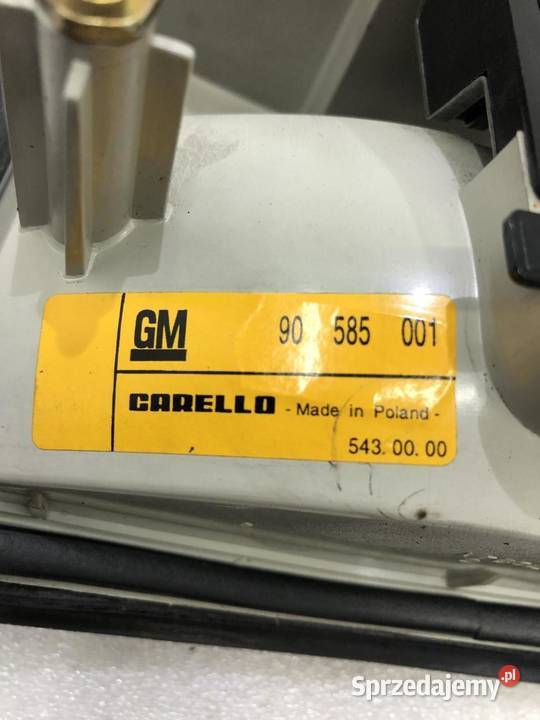 GM 90 585 001
CARELLO - Made in Poland -
543. 00. 00
Sprzedajemy.pl